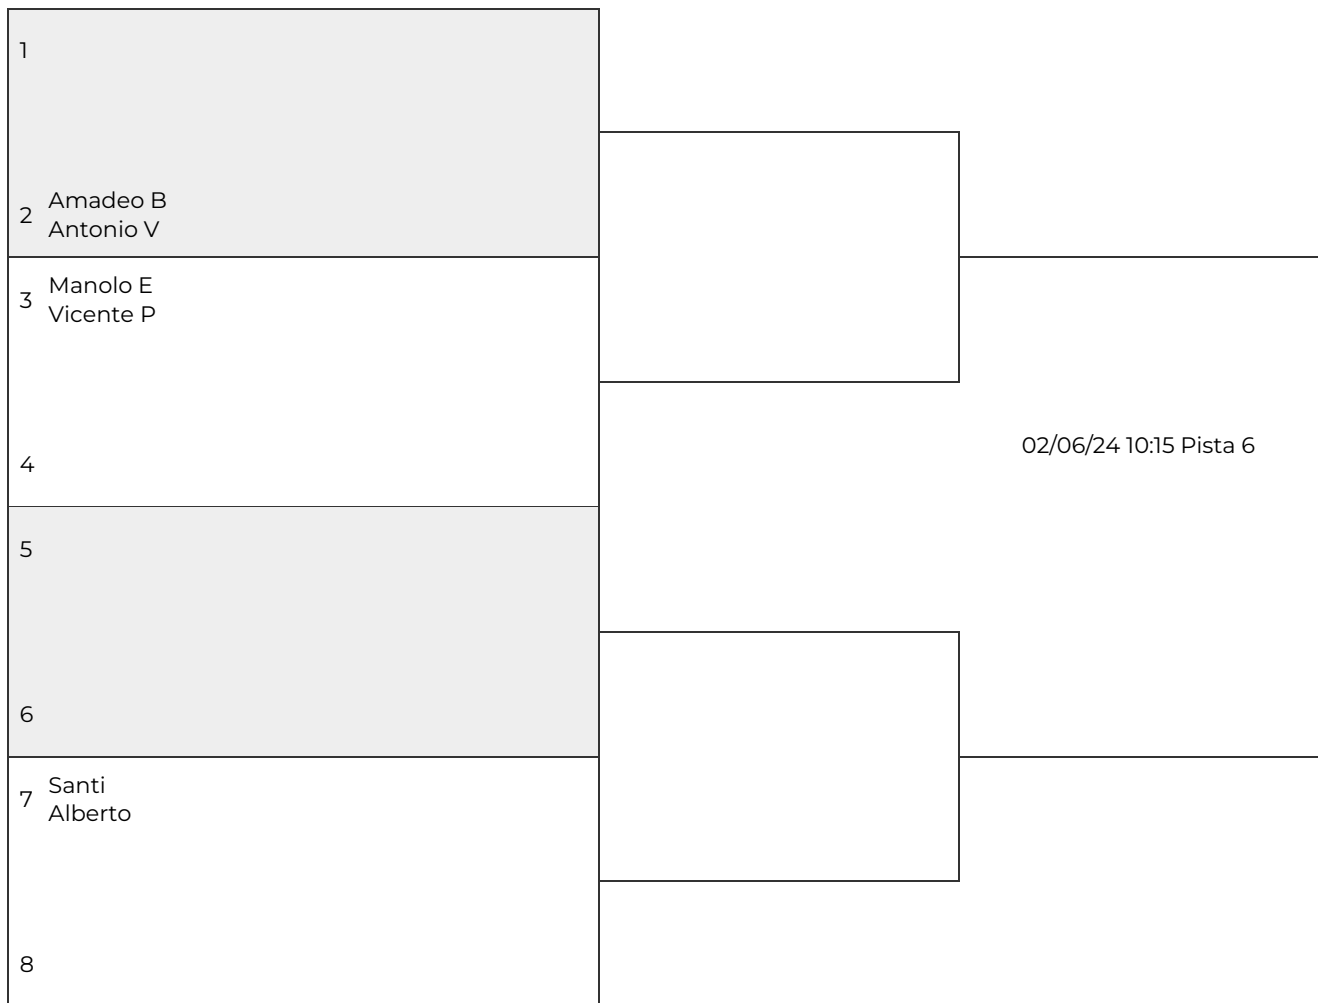 1
2 Amadeo B
Antonio V
3 Manolo E
Vicente P
4
02/06/24 10:15 Pista 6
5
6
7 Santi
Alberto
8